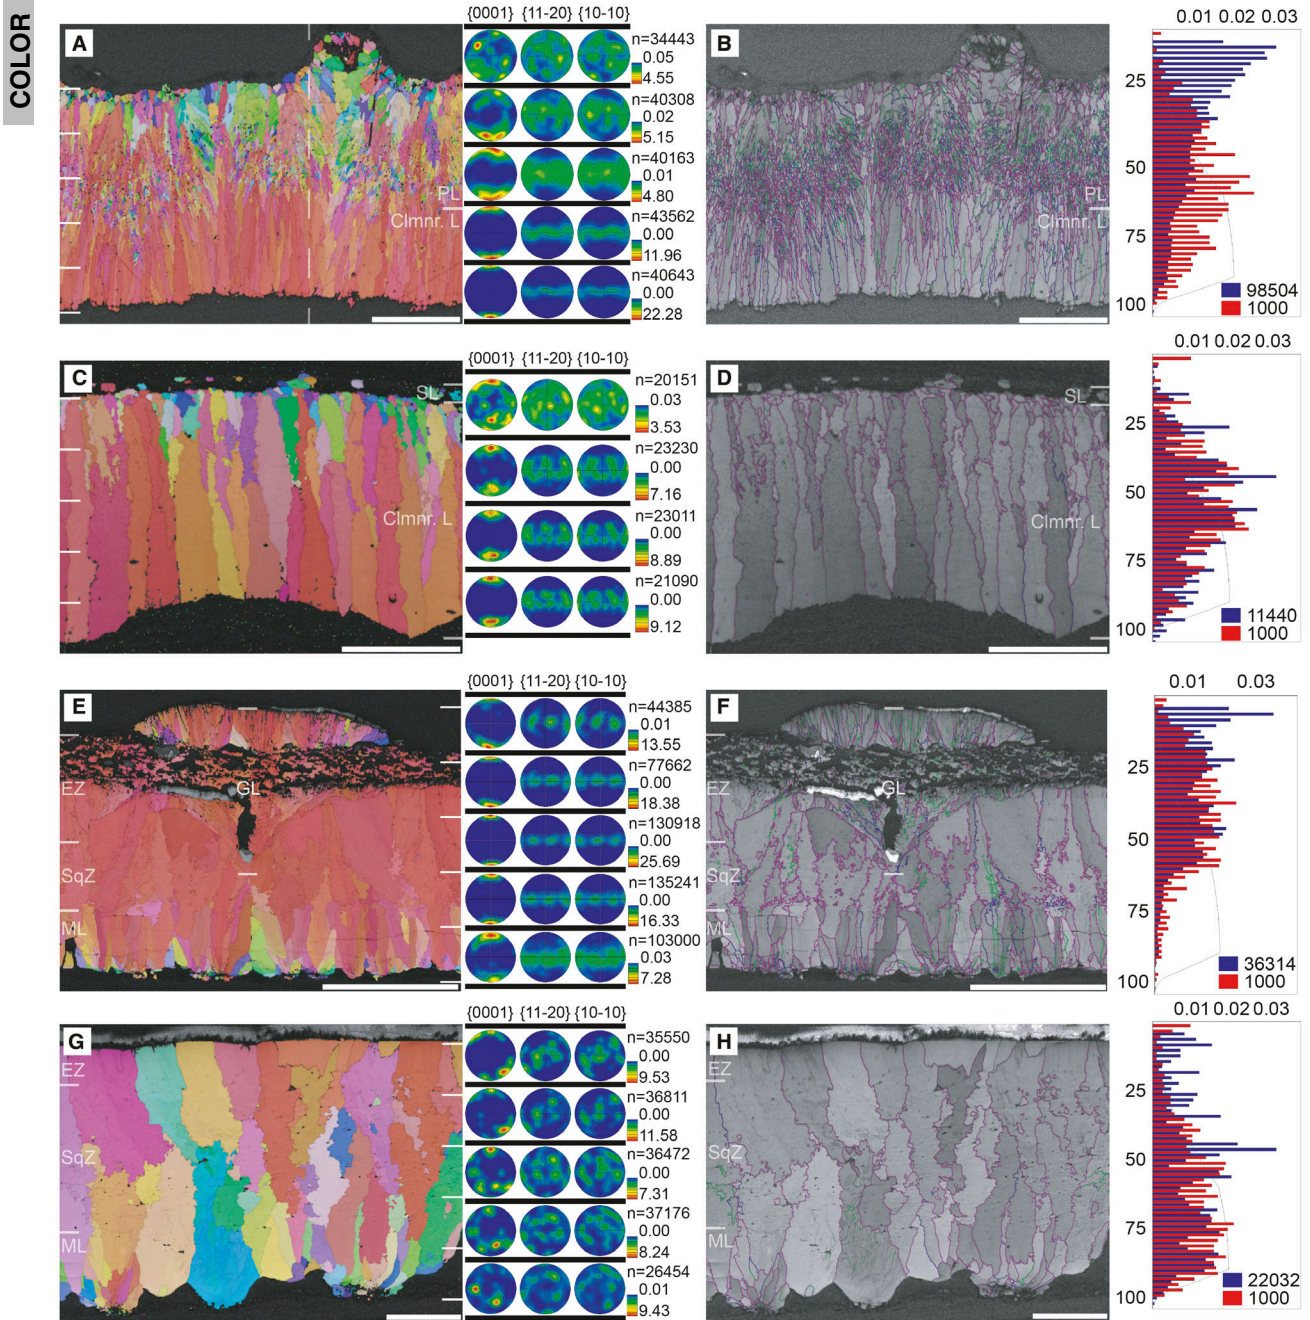 COLOR
A
{0001} {11-20} {10-10}
n=34443
0.05
4.55
n=40308
0.02
5.15
n=40163
0.01
4.80
n=43562
0.00
11.96
n=40643
0.00
22.28
PL
Clmnr. L
B
PL
Clmnr. L
0.01 0.02 0.03
25
50
75
100
98504
1000
C
SL
Clmnr. L
{0001} {11-20} {10-10}
n=20151
0.03
3.53
n=23230
0.00
7.16
n=23011
0.00
8.89
n=21090
0.00
9.12
D
SL
Clmnr. L
0.01 0.02 0.03
25
50
75
100
11440
1000
E
EZ
GL
SqZ
ML
{0001} {11-20} {10-10}
n=44385
0.01
13.55
n=77662
0.00
18.38
n=130918
0.00
25.69
n=135241
0.00
16.33
n=103000
0.03
7.28
F
EZ
GL
SqZ
ML
0.01 0.03
25
50
75
100
36314
1000
G
EZ
SqZ
ML
{0001} {11-20} {10-10}
n=35550
0.00
9.53
n=36811
0.00
11.58
n=36472
0.00
7.31
n=37176
0.00
8.24
n=26454
0.01
9.43
H
EZ
SqZ
ML
0.01 0.02 0.03
25
50
75
100
22032
1000